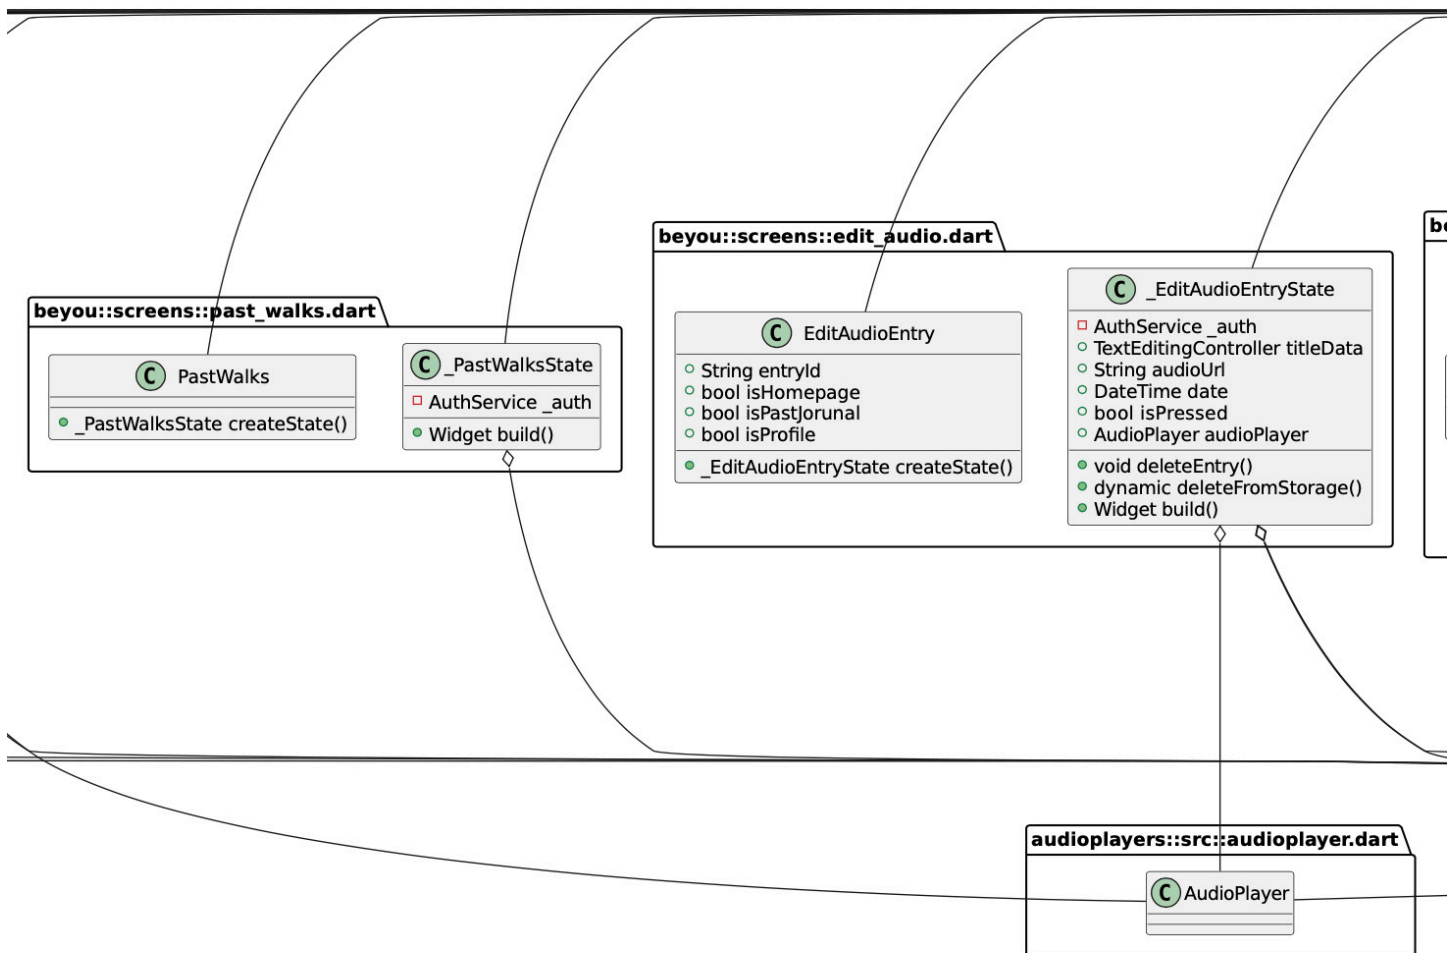 beyou::screens::past_walks.dart
C PastWalks
_PastWalksState createState()
C _PastWalksState
AuthService _auth
Widget build()
beyou::screens::edit_audio.dart
C EditAudioEntry
String entryId
bool isHomepage
bool isPastJorunal
bool isProfile
_EditAudioEntryState createState()
C _EditAudioEntryState
AuthService _auth
TextEditingController titleData
String audioUrl
DateTime date
bool isPressed
AudioPlayer audioPlayer
void deleteEntry()
dynamic deleteFromStorage()
Widget build()
be
audioplayers::src::audioplayer.dart
C AudioPlayer